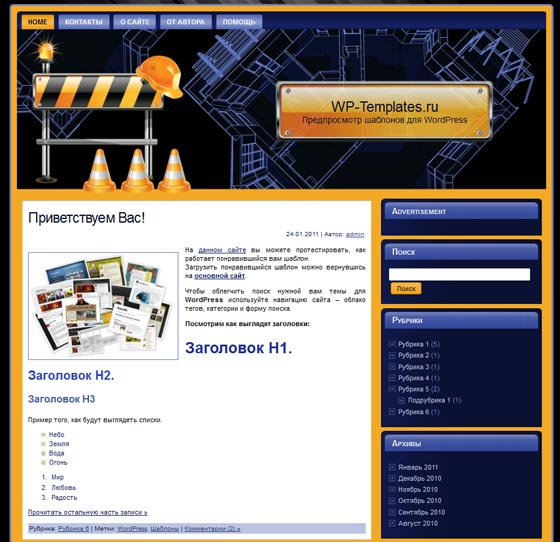 HOME КОНТАКТЫ О САЙТЕ ОТ АВТОРА ПОМОЩЬ
WP-Templates.ru
Предпросмотр шаблонов для WordPress
Приветствуем Вас!
24.01.2011 | Автор: admin
На данном сайте вы можете протестировать, как
работает понравившийся вам шаблон.
Загрузить понравившийся шаблон можно вернувшись
на основной сайт.
Чтобы облегчить поиск нужной вам темы для
WordPress используйте навигацию сайта – облако
тегов, категории и форму поиска.
Посмотрим как выглядят заголовки:
Заголовок H1.
Заголовок H2.
Заголовок H3
Пример того, как будут выглядеть списки.
Небо
Земля
Вода
Огонь
1. Мир
2. Любовь
3. Радость
Прочитать остальную часть записи »
Рубрика: Рубрика 6 | Метки: WordPress, Шаблоны | Комментарии (2) »
Advertisement
Поиск
Поиск
Рубрики
Рубрика 1 (5)
Рубрика 2 (1)
Рубрика 3 (1)
Рубрика 4 (1)
Рубрика 5 (2)
Подрубрика 1 (1)
Рубрика 6 (1)
Архивы
Январь 2011
Декабрь 2010
Ноябрь 2010
Октябрь 2010
Сентябрь 2010
Август 2010